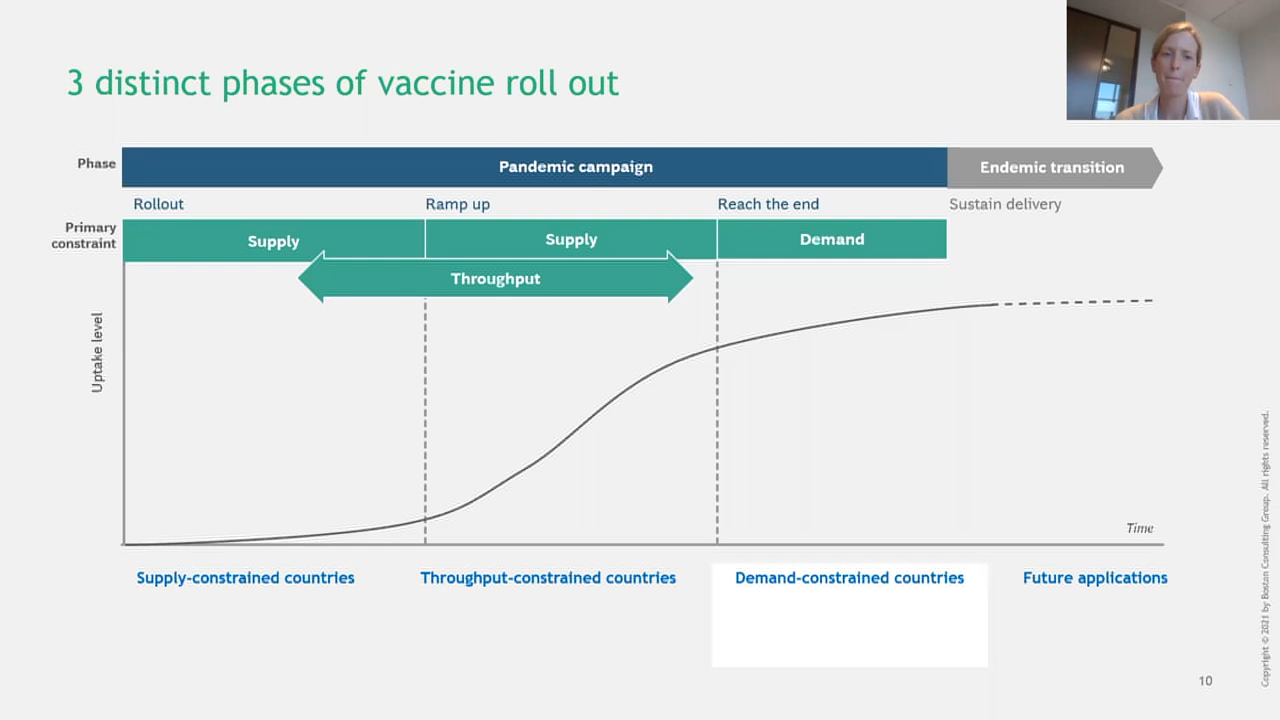 3 distinct phases of vaccine roll out
Phase
Pandemic campaign
Endemic transition
Rollout
Ramp up
Reach the end
Sustain delivery
Primary
constraint
Supply
Supply
Demand
Throughput
Uptake level
Time
Supply-constrained countries
Throughput-constrained countries
Demand-constrained countries
Future applications
Copyright © 2021 by Boston Consulting Group. All rights reserved.
10